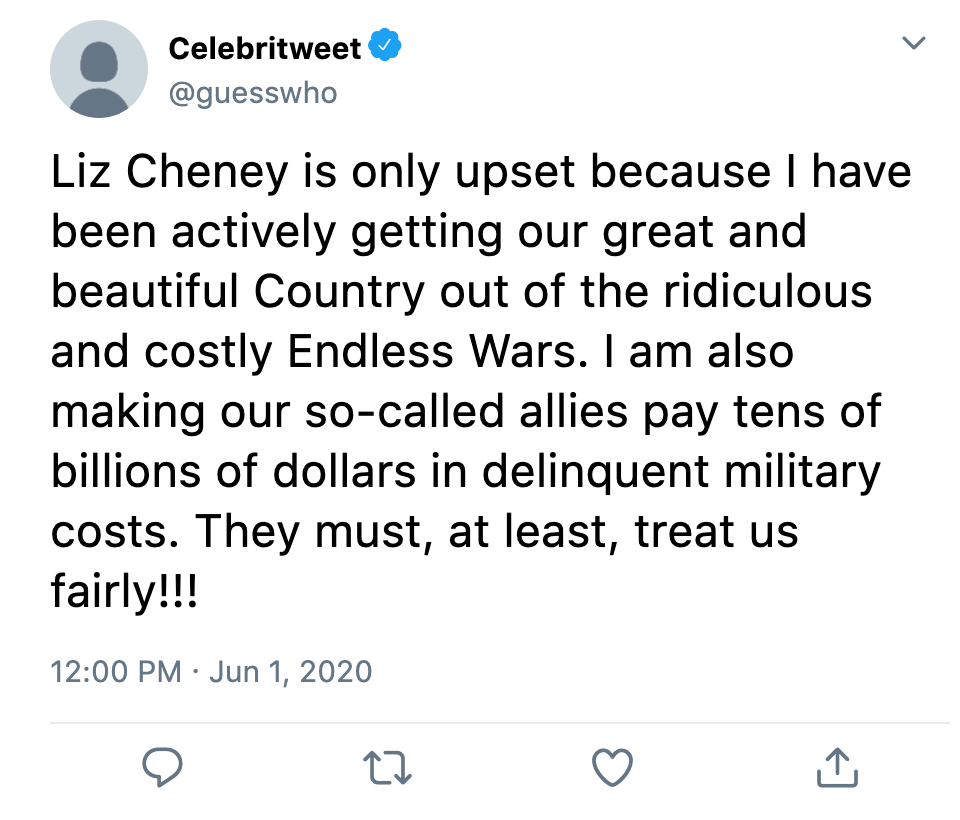 Celebritweet
@guesswho
Liz Cheney is only upset because I have
been actively getting our great and
beautiful Country out of the ridiculous
and costly Endless Wars. I am also
making our so-called allies pay tens of
billions of dollars in delinquent military
costs. They must, at least, treat us
fairly!!!
12:00 PM · Jun 1, 2020